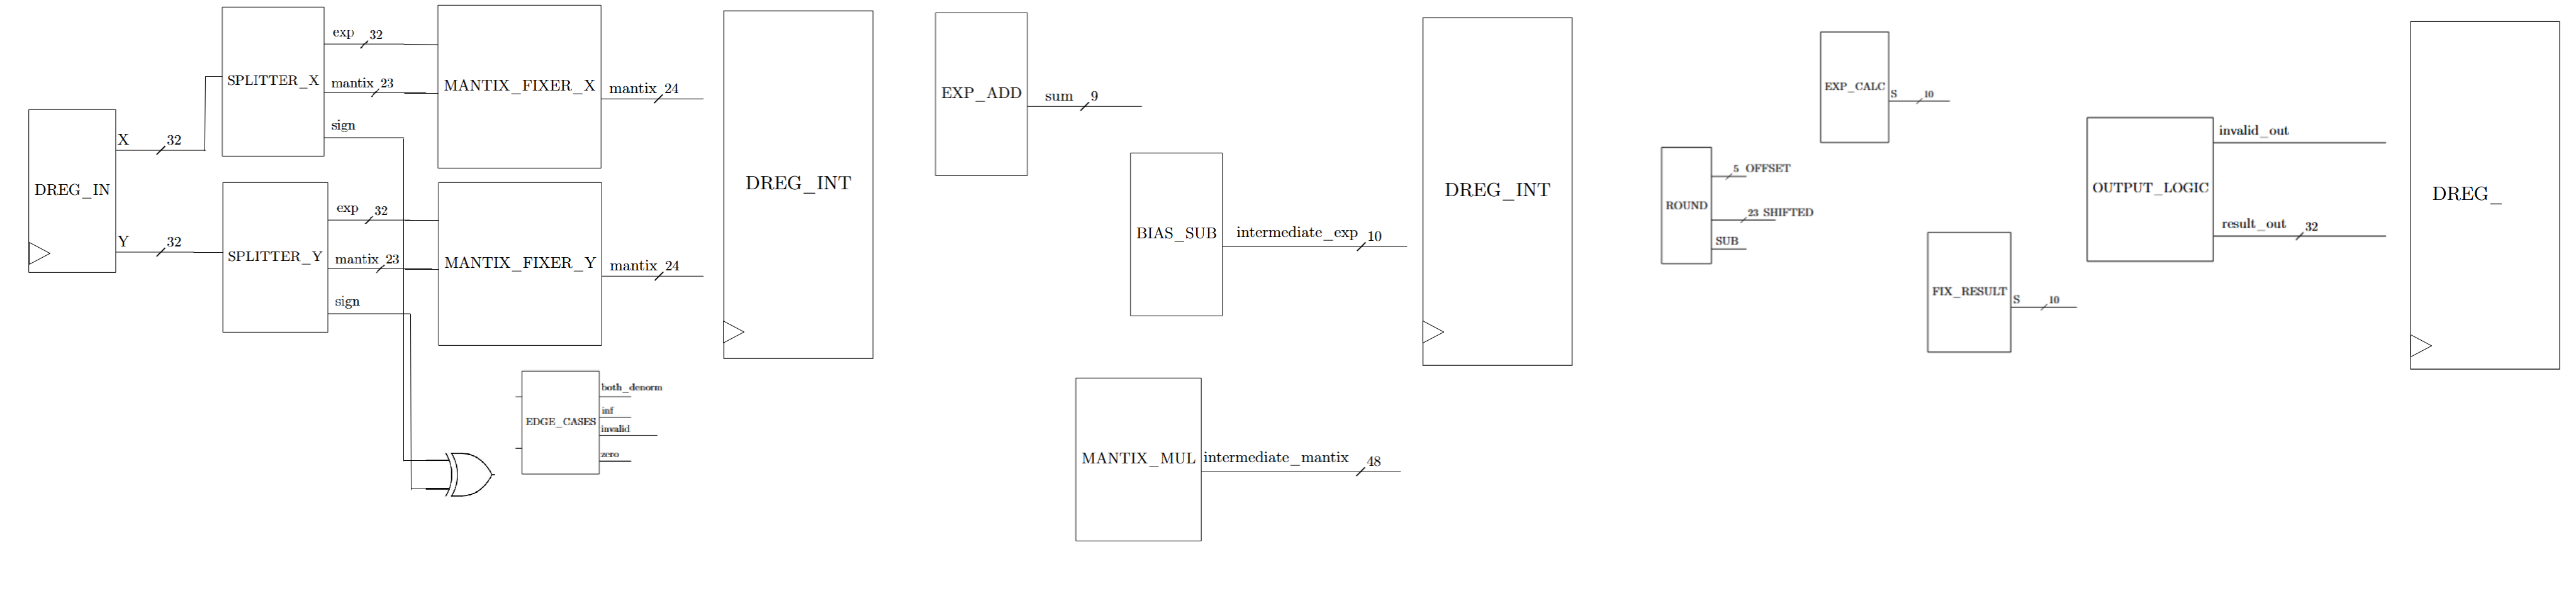 DREG_IN
X
32
Y
32
SPLITTER_X
exp
32
mantix
23
sign
SPLITTER_Y
exp
32
mantix
23
sign
MANTIX_FIXER_X
mantix
24
MANTIX_FIXER_Y
mantix
24
EDGE_CASES
both_denorm
inf
invalid
zero
DREG_INT
EXP_ADD
sum
9
BIAS_SUB
intermediate_exp
10
MANTIX_MUL
intermediate_mantix
48
DREG_INT
ROUND
5 OFFSET
23 SHIFTED
SUB
EXP_CALC
S
10
FIX_RESULT
S
10
OUTPUT_LOGIC
invalid_out
result_out
32
DREG_